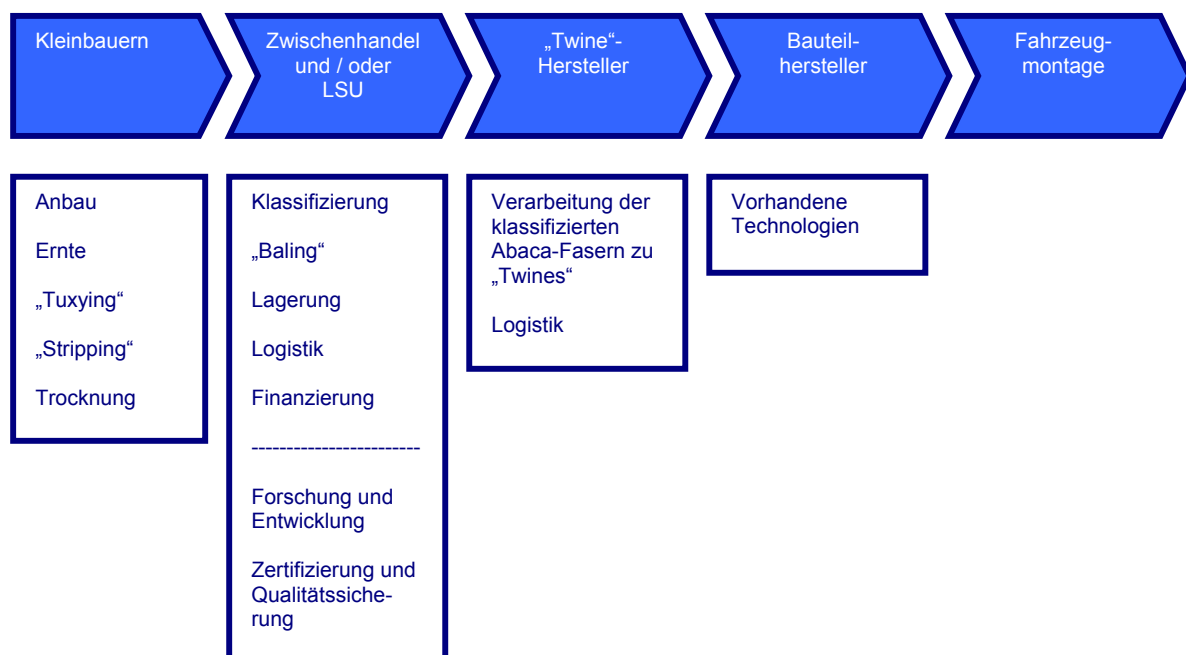 Kleinbauern
Zwischenhandel
und / oder
LSU
„Twine“-
Hersteller
Bauteil-
hersteller
Fahrzeug-
montage
Anbau
Ernte
„Tuxying“
„Stripping“
Trocknung
Klassifizierung
„Baling“
Lagerung
Logistik
Finanzierung
------------------------
Forschung und
Entwicklung
Zertifizierung und
Qualitätssiche-
rung
Verarbeitung der
klassifizierten
Abaca-Fasern zu
„Twines“
Logistik
Vorhandene
Technologien